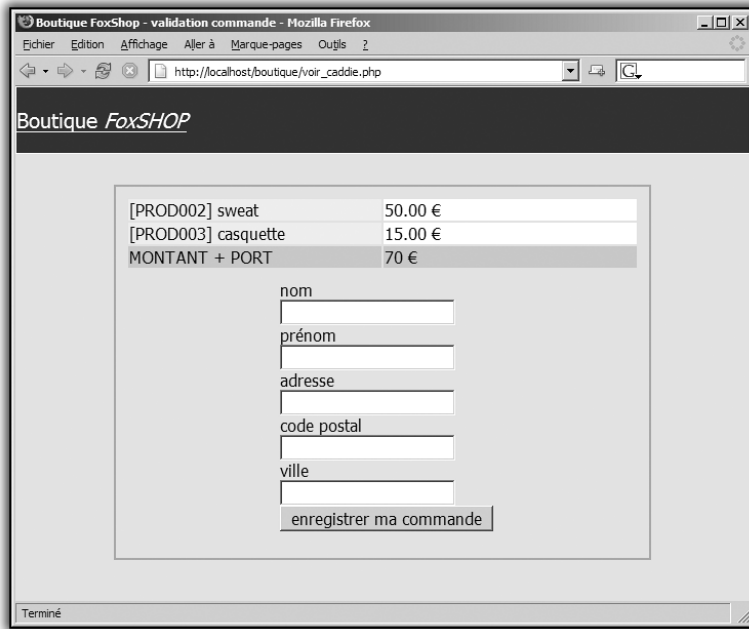 Boutique FoxShop - validation commande - Mozilla Firefox
Fichier Edition Affichage Aller à Marque-pages Outils ?
http://localhost/boutique/voir_caddie.php
G
Boutique FoxSHOP
[PROD002] sweat 50.00 €
[PROD003] casquette 15.00 €
MONTANT + PORT 70 €
nom
prénom
adresse
code postal
ville
enregistrer ma commande
Terminé